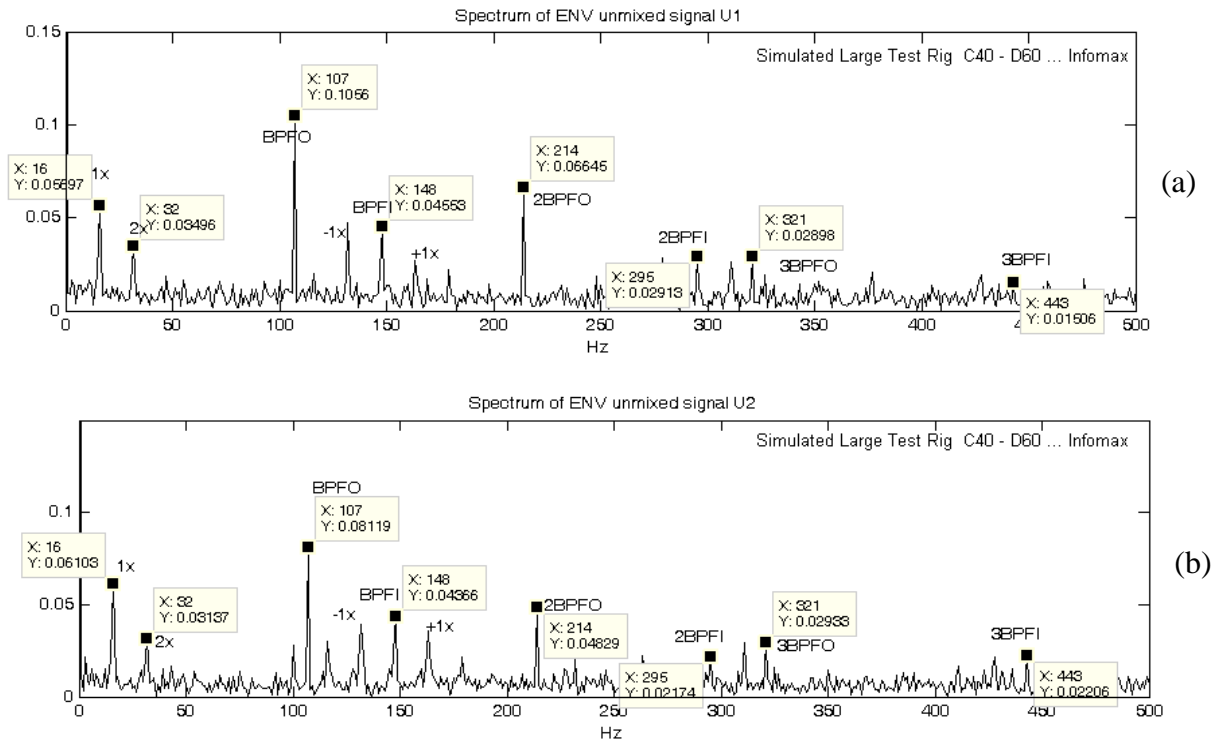 Spectrum of ENV unmixed signal U1
0.15
Simulated Large Test Rig C40 - D60 ... Infomax
X: 107
Y: 0.1056
0.1
BPFO
X: 214
Y: 0.06645
(a)
X: 16
Y: 0.05697
1x
X: 148
Y: 0.04553
BPFI
2BPFO
X: 32
Y: 0.03496
2x
0.05
-1x
+1x
X: 321
Y: 0.02898
2BPFI
3BPFO
3BPFI
X: 295
Y: 0.02913
X: 443
Y: 0.01506
0
0 50 100 150 200 250 300 350 400 500
Hz
Spectrum of ENV unmixed signal U2
Simulated Large Test Rig C40 - D60 ... Infomax
BPFO
X: 107
Y: 0.08119
0.1
X: 16
Y: 0.06103
1x
(b)
X: 148
Y: 0.04366
BPFI
X: 32
Y: 0.03137
2x
0.05
-1x
+1x
2BPFO
X: 214
Y: 0.04829
X: 321
Y: 0.02933
2BPFI
3BPFO
3BPFI
X: 295
Y: 0.02174
X: 443
Y: 0.02206
0
0 50 100 150 200 250 300 350 400 450 500
Hz